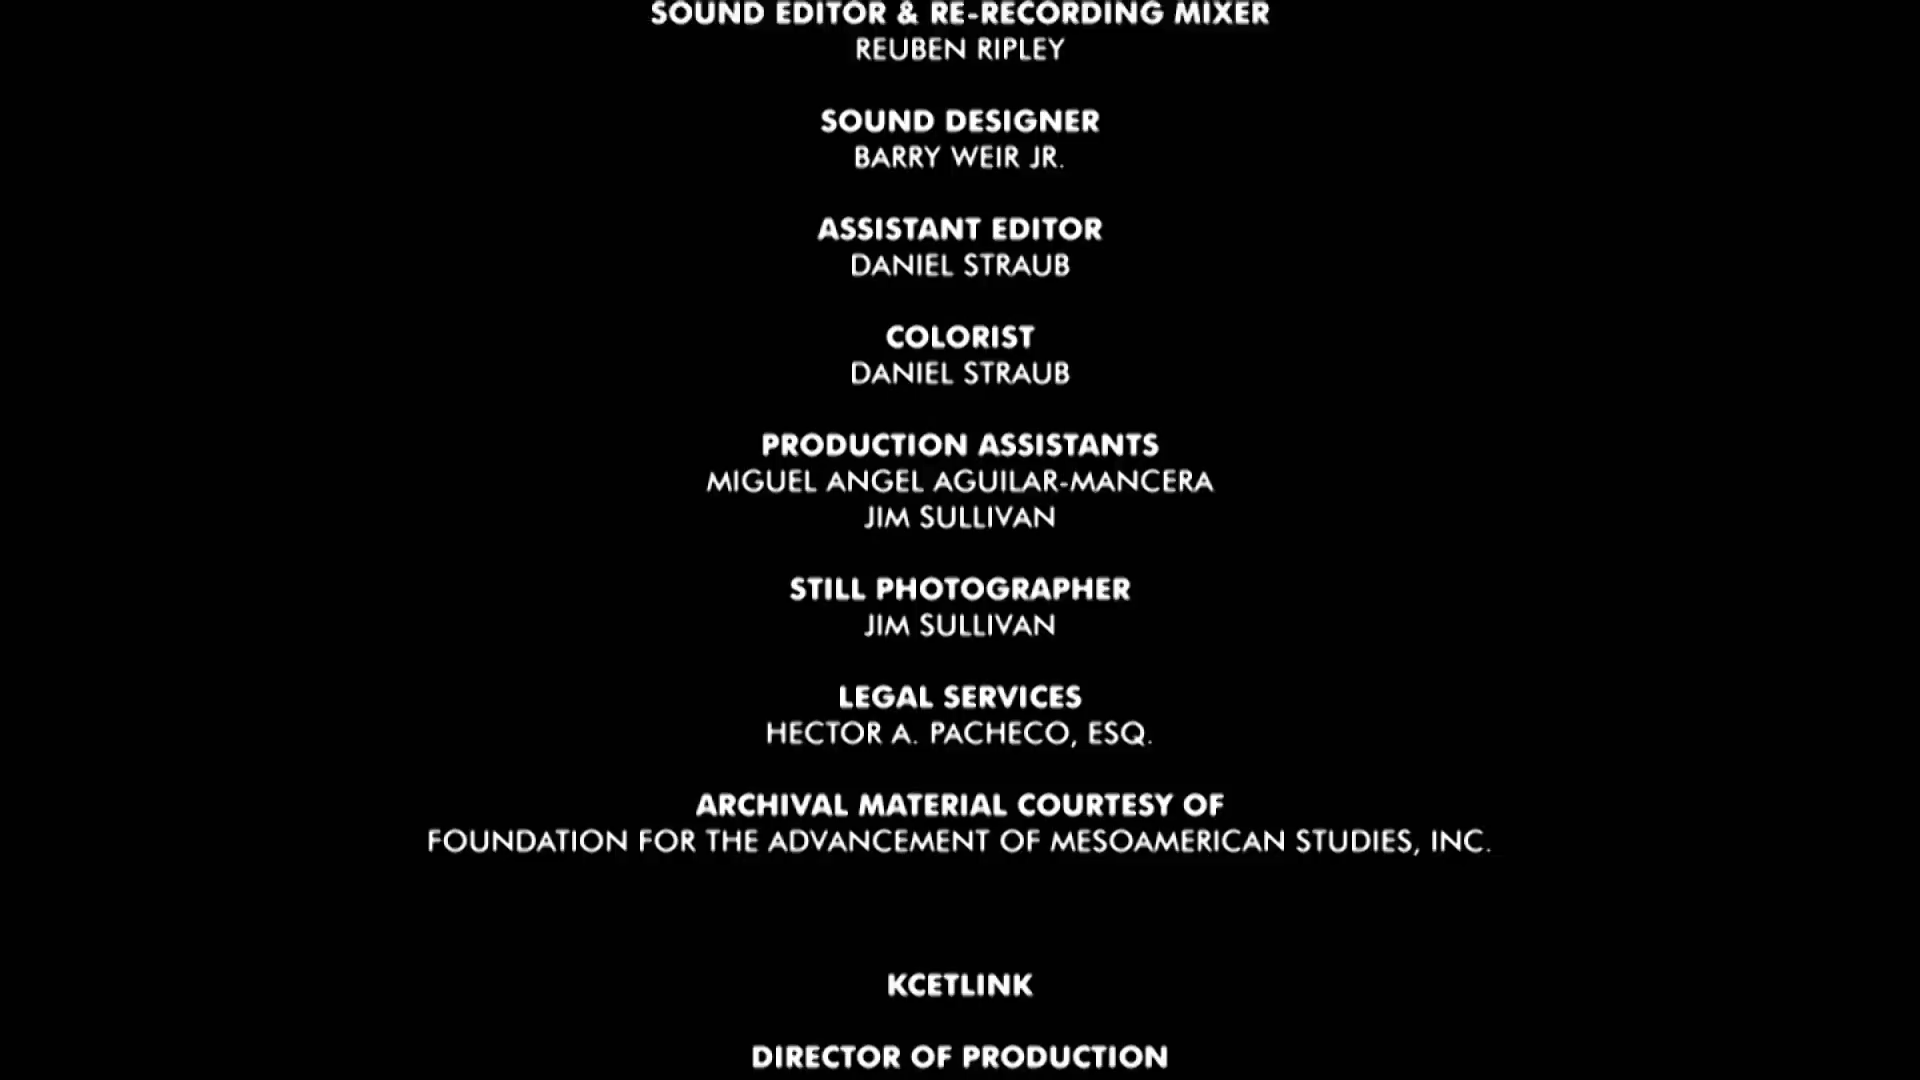 SOUND EDITOR & RE-RECORDING MIXER
REUBEN RIPLEY
SOUND DESIGNER
BARRY WEIR JR.
ASSISTANT EDITOR
DANIEL STRAUB
COLORIST
DANIEL STRAUB
PRODUCTION ASSISTANTS
MIGUEL ANGEL AGUILAR-MANCERA
JIM SULLIVAN
STILL PHOTOGRAPHER
JIM SULLIVAN
LEGAL SERVICES
HECTOR A. PACHECO, ESQ.
ARCHIVAL MATERIAL COURTESY OF
FOUNDATION FOR THE ADVANCEMENT OF MESOAMERICAN STUDIES, INC.
KCETLINK
DIRECTOR OF PRODUCTION